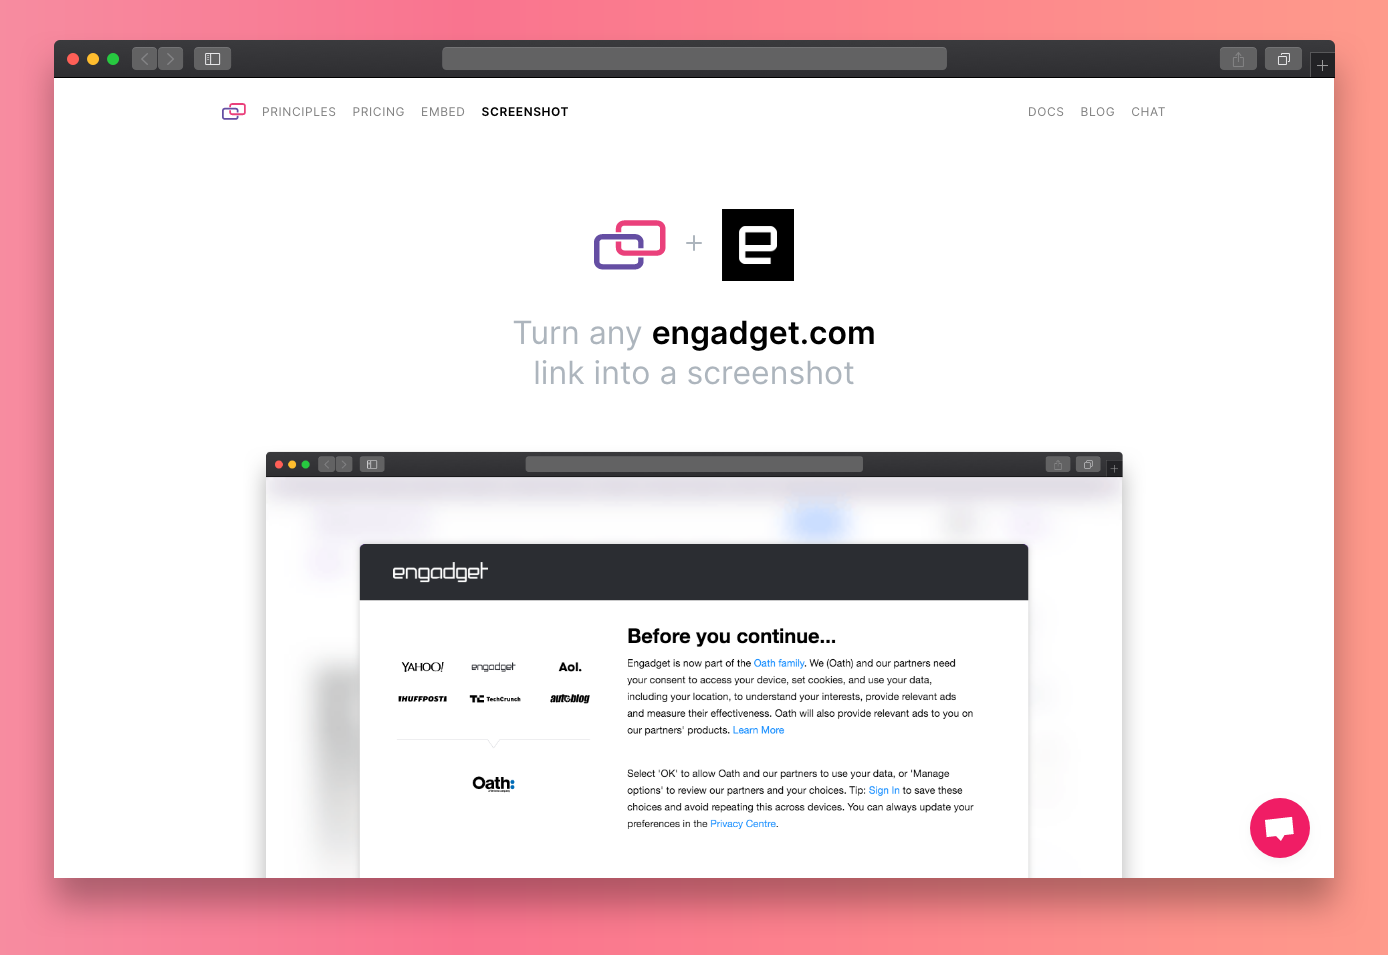 PRINCIPLES PRICING EMBED SCREENSHOT DOCS BLOG CHAT
Turn any engadget.com
link into a screenshot
engadget
Before you continue...
Engadget is now part of the Oath family. We (Oath) and our partners need
your consent to access your device, set cookies, and use your data,
including your location, to understand your interests, provide relevant ads
and measure their effectiveness. Oath will also provide relevant ads to you on
our partners' products. Learn More
Select 'OK' to allow Oath and our partners to use your data, or 'Manage
options' to review our partners and your choices. Tip: Sign In to save these
choices and avoid repeating this across devices. You can always update your
preferences in the Privacy Centre.
YAHOO! engadget Aol.
HUFFPOST TC TechCrunch autoblog
Oath: